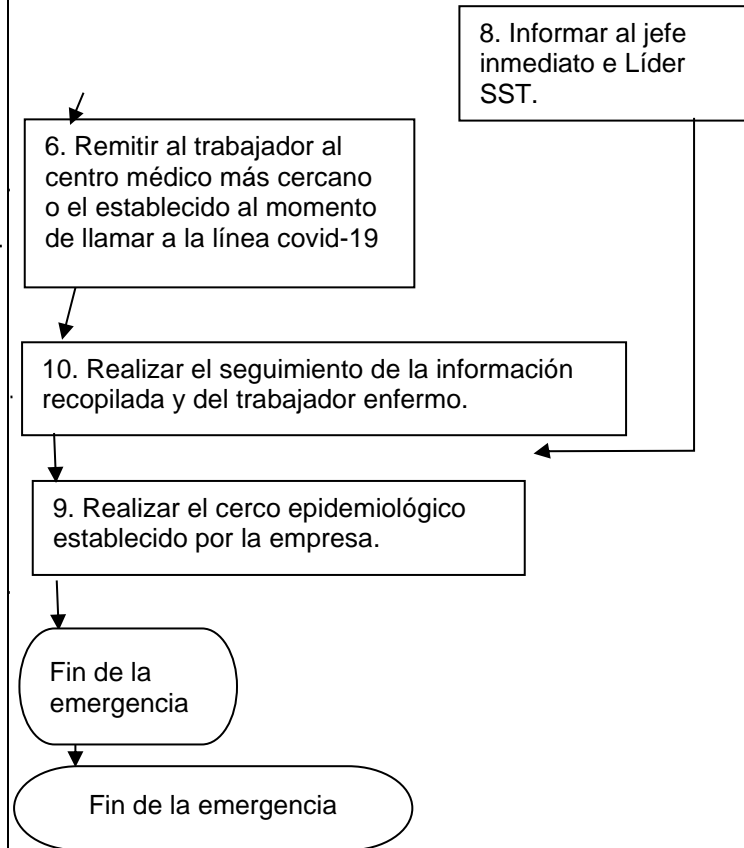 8. Informar al jefe
inmediato e Líder
SST.
6. Remitir al trabajador al
centro médico más cercano
o el establecido al momento
de llamar a la línea covid-19
10. Realizar el seguimiento de la información
recopilada y del trabajador enfermo.
9. Realizar el cerco epidemiológico
establecido por la empresa.
Fin de la
emergencia
Fin de la emergencia